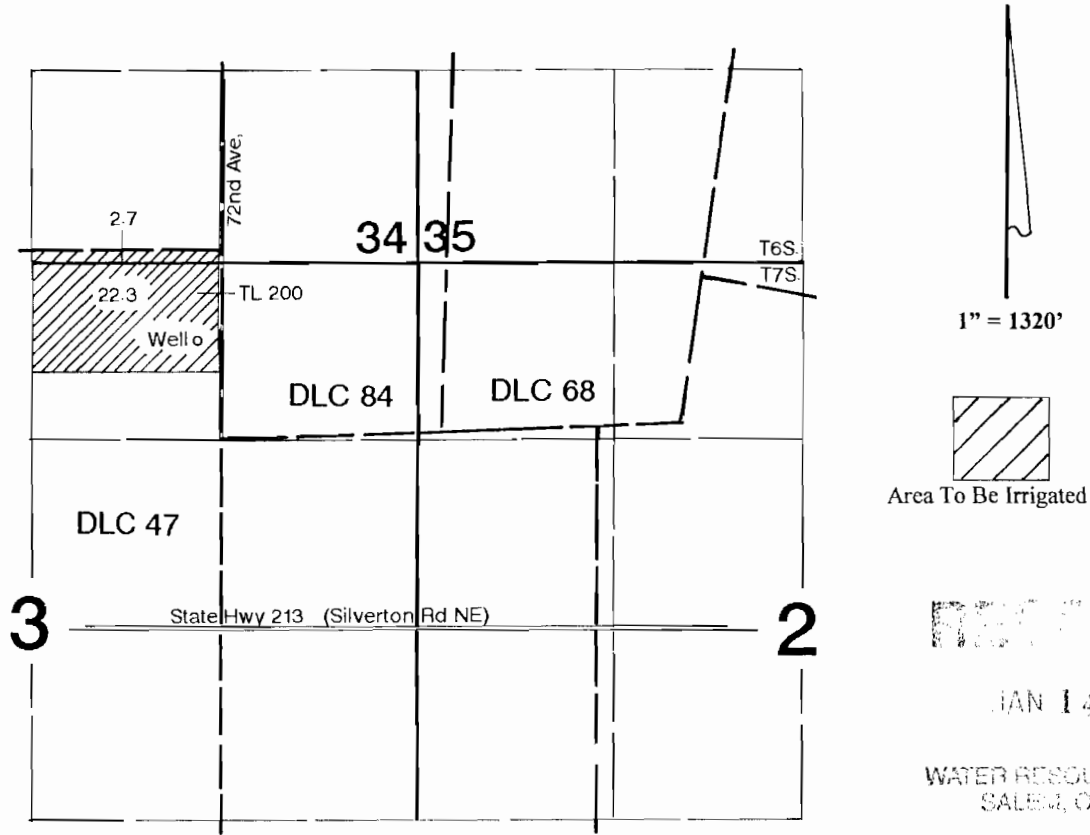 72nd Ave,
2.7
34 35
T6S.
T7S.
22.3
TL 200
Well
1" = 1320'
DLC 84
DLC 68
Area To Be Irrigated
DLC 47
State Hwy 213 (Silverton Rd NE)
3
2
JAN 14
WATER
SALEM,